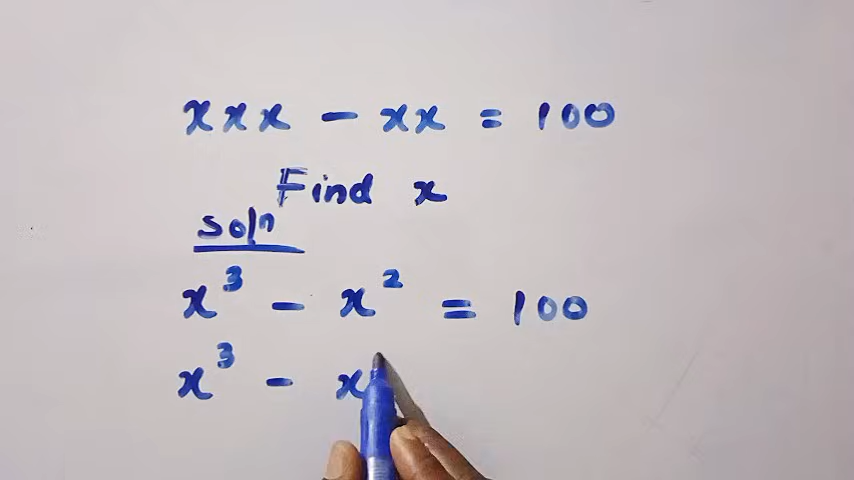 xxx - xx = 100
Find x
Soln
x³ - x² = 100
x³ - x